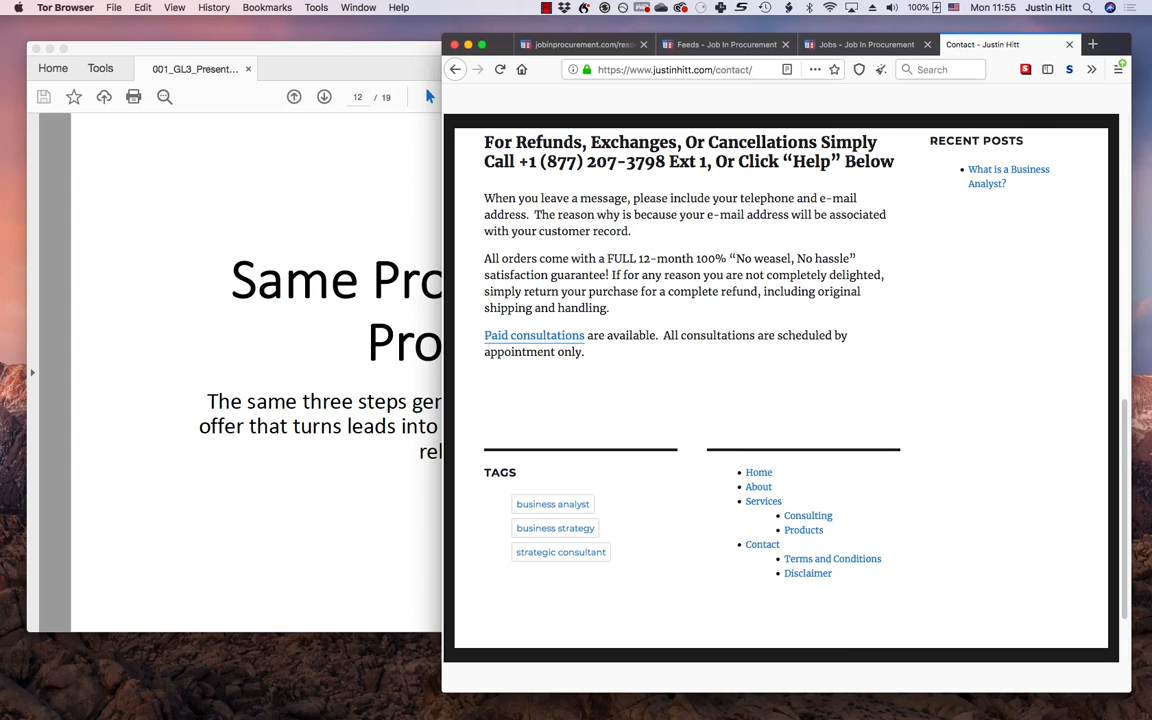 Tor Browser File Edit View History Bookmarks Tools Window Help
100% Mon 11:55 Justin Hitt
Home Tools 001_GL3_Present... ×
12 / 19
Same Pro
Pro
The same three steps ger
offer that turns leads into
rel
jobinprocurement.com/reso × Feeds - Job In Procurement × Jobs - Job In Procurement × Contact - Justin Hitt ×
https://www.justinhitt.com/contact/ Search
For Refunds, Exchanges, Or Cancellations Simply
Call +1 (877) 207-3798 Ext 1, Or Click “Help” Below
When you leave a message, please include your telephone and e-mail
address. The reason why is because your e-mail address will be associated
with your customer record.
All orders come with a FULL 12-month 100% “No weasel, No hassle”
satisfaction guarantee! If for any reason you are not completely delighted,
simply return your purchase for a complete refund, including original
shipping and handling.
Paid consultations are available. All consultations are scheduled by
appointment only.
RECENT POSTS
What is a Business
Analyst?
TAGS
business analyst
business strategy
strategic consultant
Home
About
Services
Consulting
Products
Contact
Terms and Conditions
Disclaimer